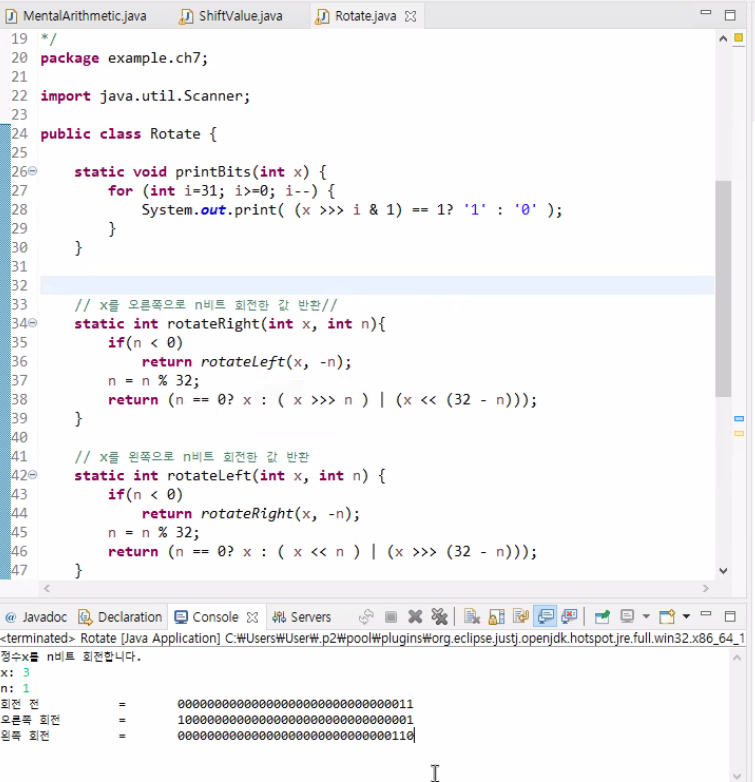 MentalArithmetic.java ShiftValue.java Rotate.java
19 */
20 package example.ch7;
21
22 import java.util.Scanner;
23
24 public class Rotate {
25
26 static void printBits(int x) {
27 for (int i=31; i>=0; i--) {
28 System.out.print( (x >>> i & 1) == 1? '1' : '0' );
29 }
30 }
31
32
33 // x를 오른쪽으로 n비트 회전한 값 반환//
34 static int rotateRight(int x, int n){
35 if(n < 0)
36 return rotateLeft(x, -n);
37 n = n % 32;
38 return (n == 0? x : ( x >>> n ) | (x << (32 - n)));
39 }
40
41 // x를 왼쪽으로 n비트 회전한 값 반환
42 static int rotateLeft(int x, int n) {
43 if(n < 0)
44 return rotateRight(x, -n);
45 n = n % 32;
46 return (n == 0? x : ( x << n ) | (x >>> (32 - n)));
47 }
@ Javadoc Declaration Console Servers
<terminated> Rotate [Java Application] C:₩Users₩User₩.p2₩pool₩plugins₩org.eclipse.justj.openjdk.hotspot.jre.full.win32.x86_64_1
정수x를 n비트 회전합니다.
x: 3
n: 1
회전 전 = 00000000000000000000000000000011
오른쪽 회전 = 10000000000000000000000000000001
왼쪽 회전 = 00000000000000000000000000000110